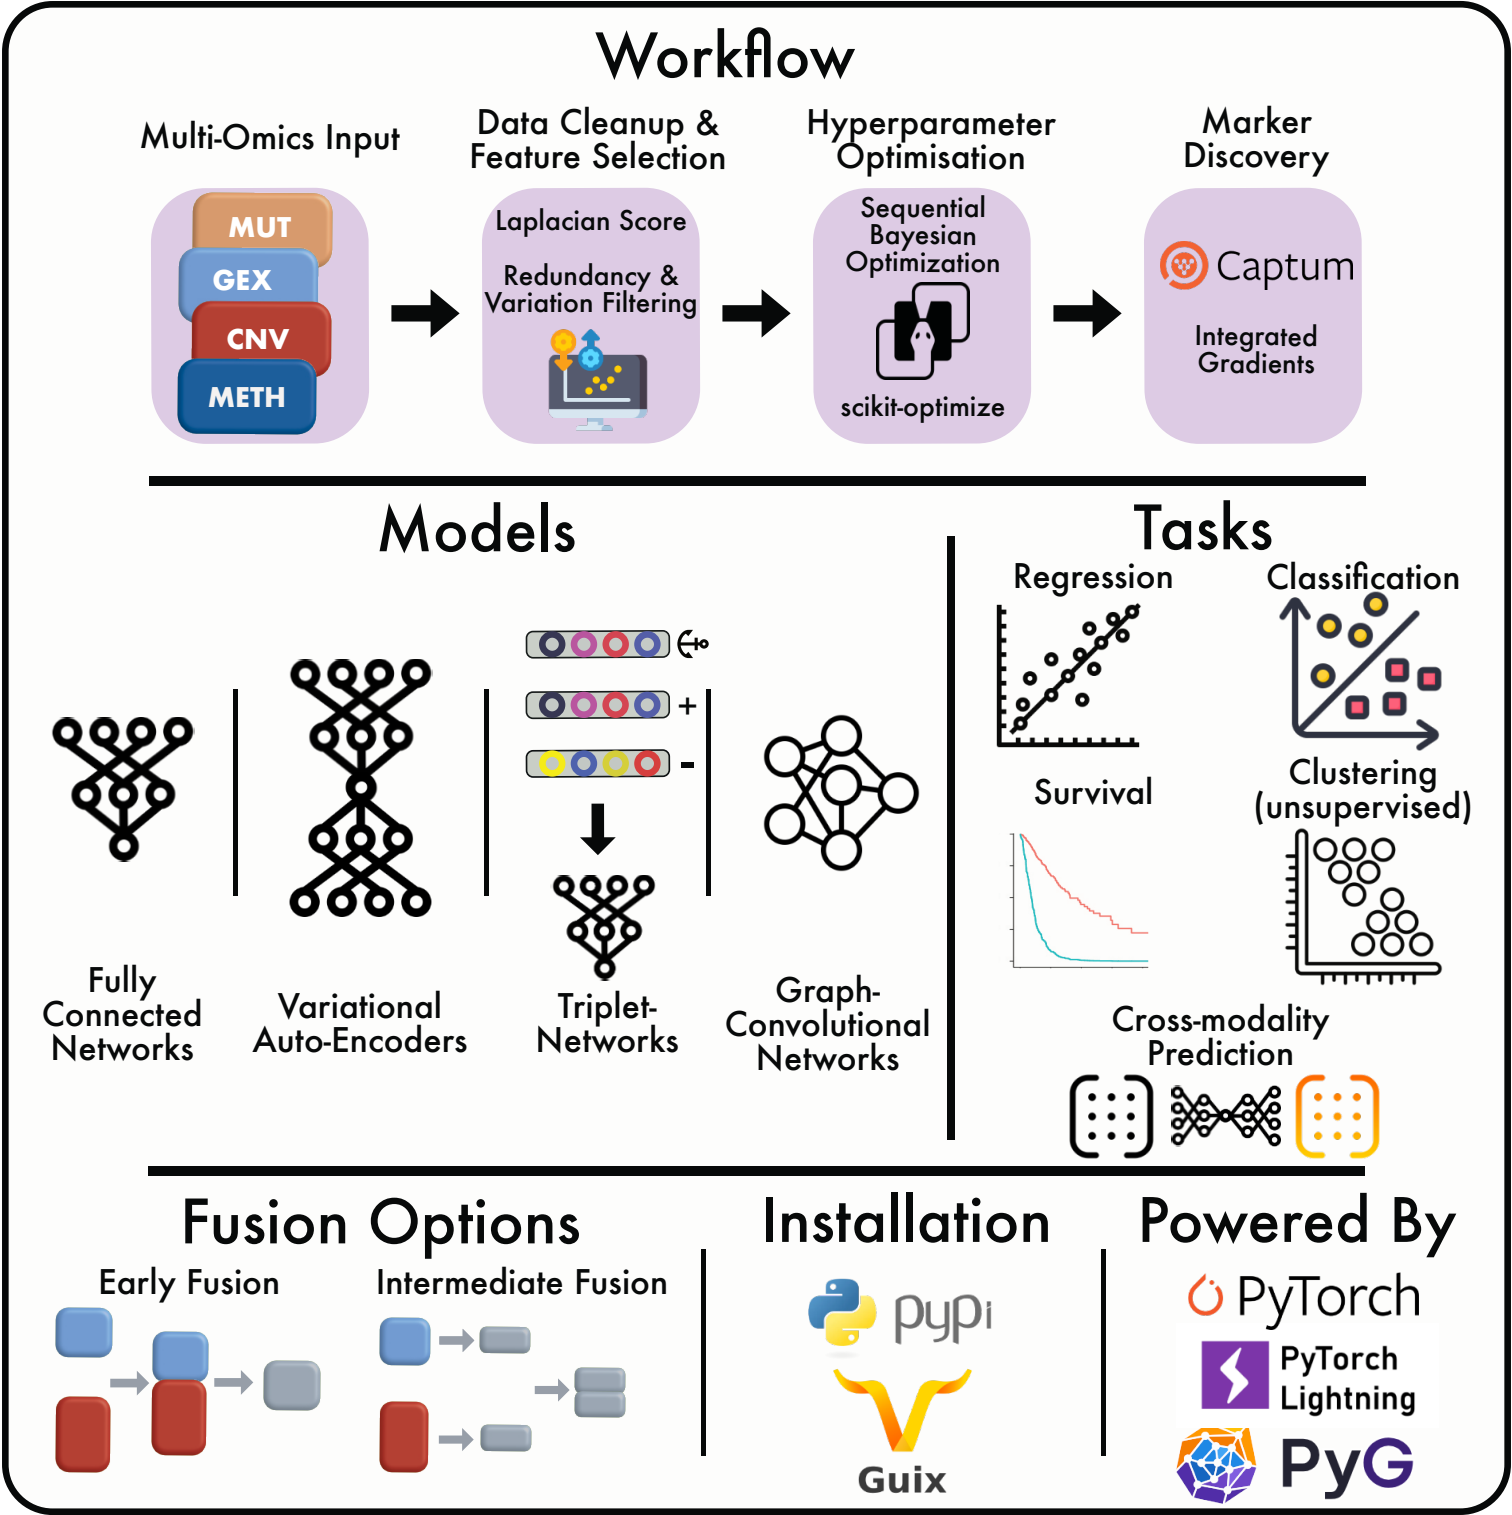 Workflow
Multi-Omics Input
MUT
GEX
CNV
METH
Data Cleanup &
Feature Selection
Laplacian Score
Redundancy &
Variation Filtering
Hyperparameter
Optimisation
Sequential
Bayesian
Optimization
scikit-optimize
Marker
Discovery
Captum
Integrated
Gradients
Models
Fully
Connected
Networks
Variational
Auto-Encoders
+
-
Triplet-
Networks
Graph-
Convolutional
Networks
Tasks
Regression
Classification
Survival
Clustering
(unsupervised)
Cross-modality
Prediction
Fusion Options
Early Fusion
Intermediate Fusion
Installation
pypi
Guix
Powered By
PyTorch
PyTorch
Lightning
PyG